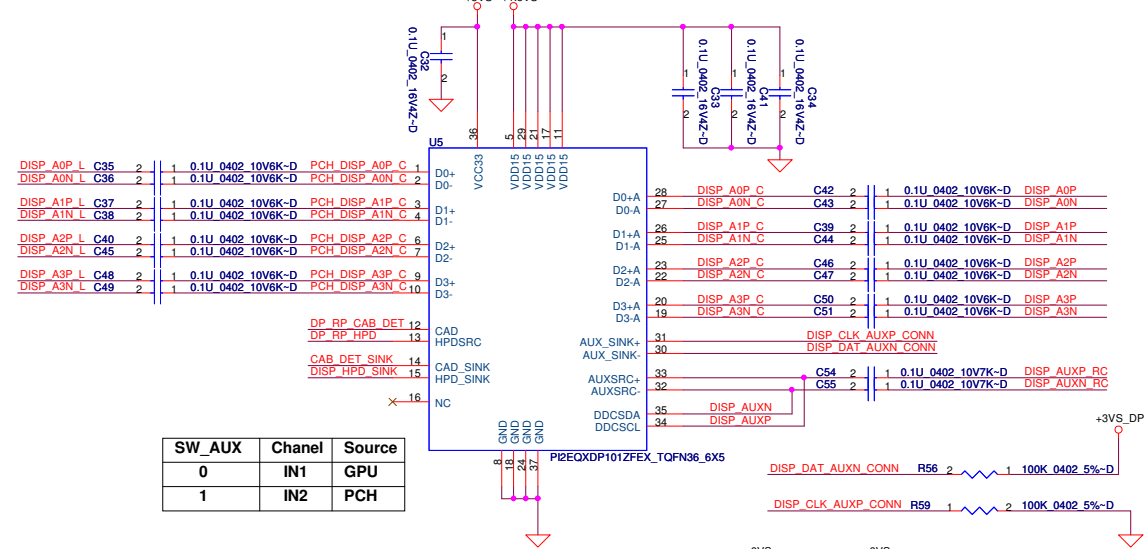 U5
C32
0.1U_0402_16V4Z~D
1
2
36
5
29
21
17
11
VCC33
VDD15
VDD15
VDD15
VDD15
VDD15
0.1U_0402_16V4Z~D
C33
1
2
0.1U_0402_16V4Z~D
C41
1
2
0.1U_0402_16V4Z~D
C34
1
2
DISP_A0P_L C35 2 1 0.1U_0402_10V6K~D PCH_DISP_A0P_C 1 D0+
DISP_A0N_L C36 2 1 0.1U_0402_10V6K~D PCH_DISP_A0N_C 2 D0-
DISP_A1P_L C37 2 1 0.1U_0402_10V6K~D PCH_DISP_A1P_C 3 D1+
DISP_A1N_L C38 2 1 0.1U_0402_10V6K~D PCH_DISP_A1N_C 4 D1-
DISP_A2P_L C40 2 1 0.1U_0402_10V6K~D PCH_DISP_A2P_C 6 D2+
DISP_A2N_L C45 2 1 0.1U_0402_10V6K~D PCH_DISP_A2N_C 7 D2-
DISP_A3P_L C48 2 1 0.1U_0402_10V6K~D PCH_DISP_A3P_C 9 D3+
DISP_A3N_L C49 2 1 0.1U_0402_10V6K~D PCH_DISP_A3N_C 10 D3-
DP_RP_CAB_DET 12 CAD
DP_RP_HPD 13 HPDSRC
CAB_DET_SINK 14 CAD_SINK
DISP_HPD_SINK 15 HPD_SINK
16 NC
D0+A 28 DISP_A0P_C C42 2 1 0.1U_0402_10V6K~D DISP_A0P
D0-A 27 DISP_A0N_C C43 2 1 0.1U_0402_10V6K~D DISP_A0N
D1+A 26 DISP_A1P_C C39 2 1 0.1U_0402_10V6K~D DISP_A1P
D1-A 25 DISP_A1N_C C44 2 1 0.1U_0402_10V6K~D DISP_A1N
D2+A 23 DISP_A2P_C C46 2 1 0.1U_0402_10V6K~D DISP_A2P
D2-A 22 DISP_A2N_C C47 2 1 0.1U_0402_10V6K~D DISP_A2N
D3+A 20 DISP_A3P_C C50 2 1 0.1U_0402_10V6K~D DISP_A3P
D3-A 19 DISP_A3N_C C51 2 1 0.1U_0402_10V6K~D DISP_A3N
AUX_SINK+ 31 DISP_CLK_AUXP_CONN
AUX_SINK- 30 DISP_DAT_AUXN_CONN
AUXSRC+ 33 C54 2 1 0.1U_0402_10V7K~D DISP_AUXP_RC
AUXSRC- 32 C55 2 1 0.1U_0402_10V7K~D DISP_AUXN_RC
DDCSDA 35 DISP_AUXN
DDCSCL 34 DISP_AUXP
GND
GND
GND
GND
8
18
24
37
PI2EQXDP101ZFEX_TQFN36_6X5
SW_AUX Chanel Source
0 IN1 GPU
1 IN2 PCH
+3VS_DP
DISP_DAT_AUXN_CONN R56 2 1 100K_0402_5%~D
DISP_CLK_AUXP_CONN R59 1 2 100K_0402_5%~D